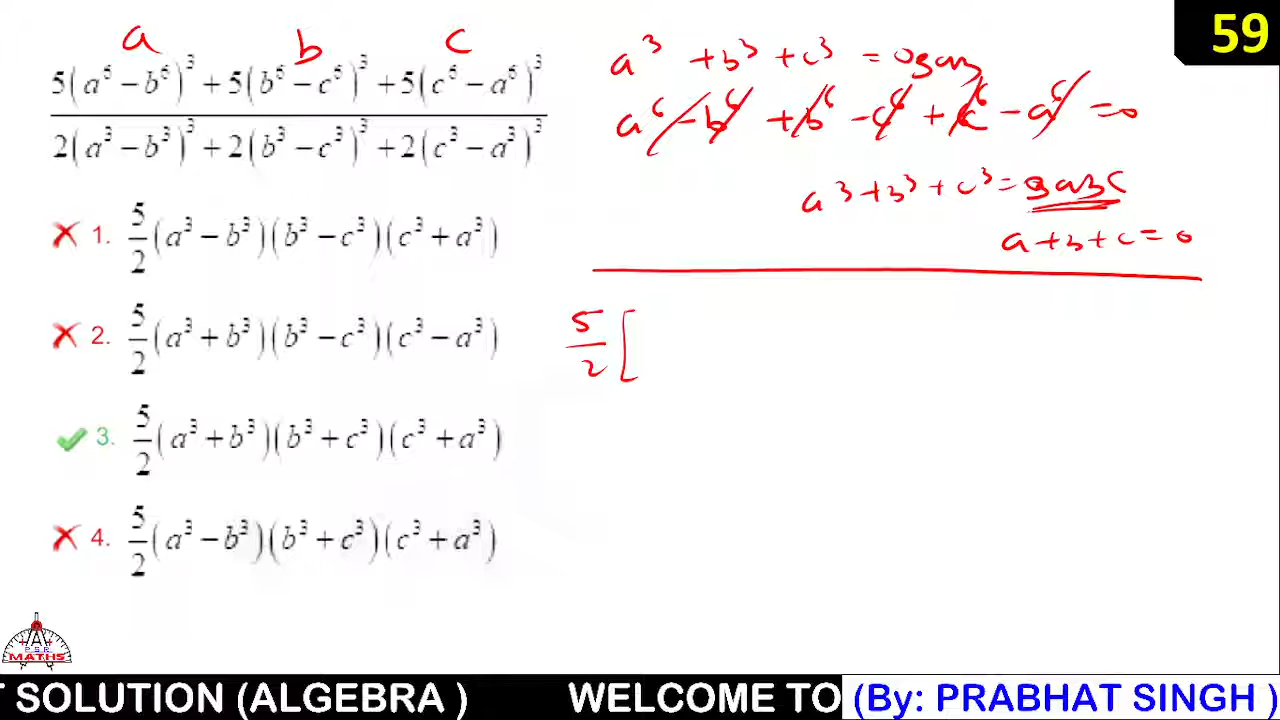 59
a b c
5(a⁶ − b⁶)³ + 5(b⁶ − c⁶)³ + 5(c⁶ − a⁶)³
2(a³ − b³)³ + 2(b³ − c³)³ + 2(c³ − a³)³
1. 5/2 (a³ − b³)(b³ − c³)(c³ + a³)
2. 5/2 (a³ + b³)(b³ − c³)(c³ − a³)
3. 5/2 (a³ + b³)(b³ + c³)(c³ + a³)
4. 5/2 (a³ − b³)(b³ + c³)(c³ + a³)
a³ + b³ + c³ =
a⁶ − b⁶ + b⁶ − c⁶ + c⁶ − a⁶ = 0
a³ + b³ + c³ = 3abc
a + b + c = 0
5/2 [
A
P S R
MATHS
T SOLUTION (ALGEBRA ) WELCOME TO (By: PRABHAT SINGH )